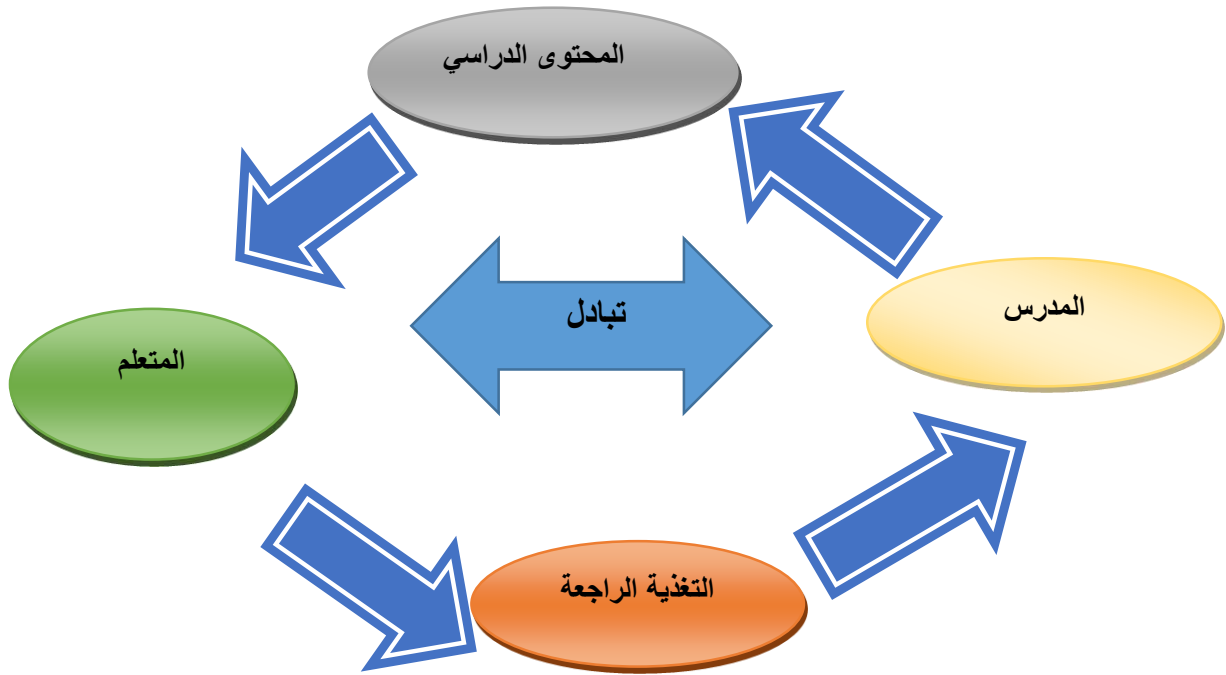 المحتوى الدراسي
المدرس
تبادل
المتعلم
التغذية الراجعة